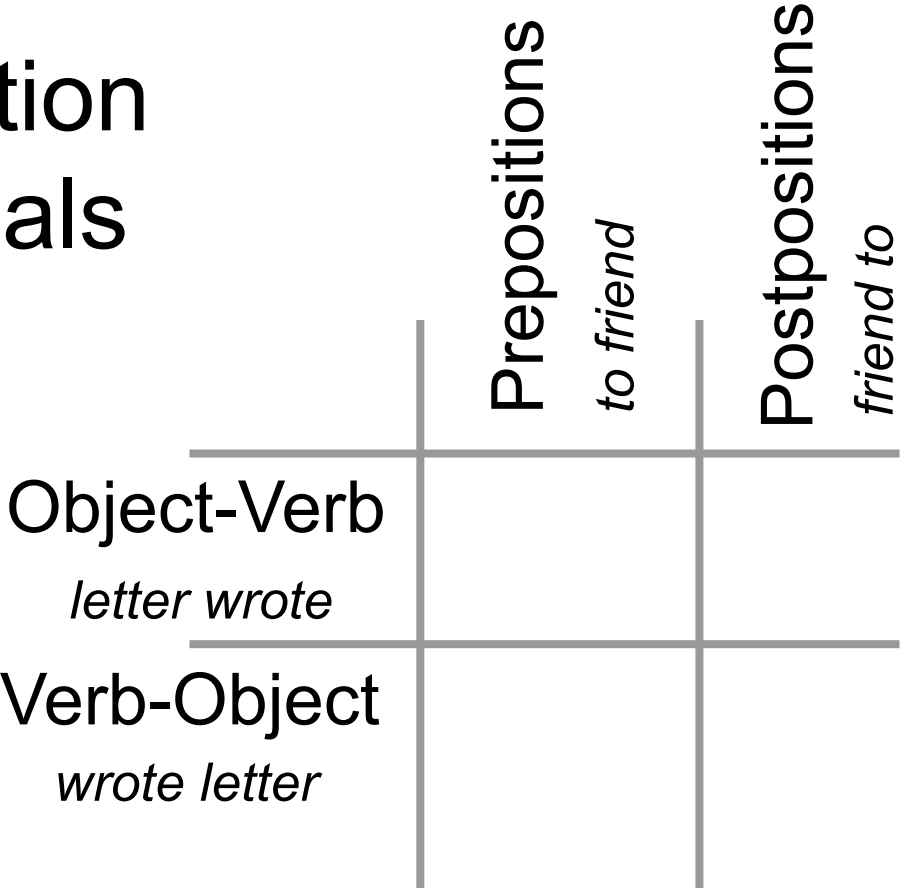 tion
als
Prepositions
to friend
Postpositions
friend to
Object-Verb
letter wrote
Verb-Object
wrote letter